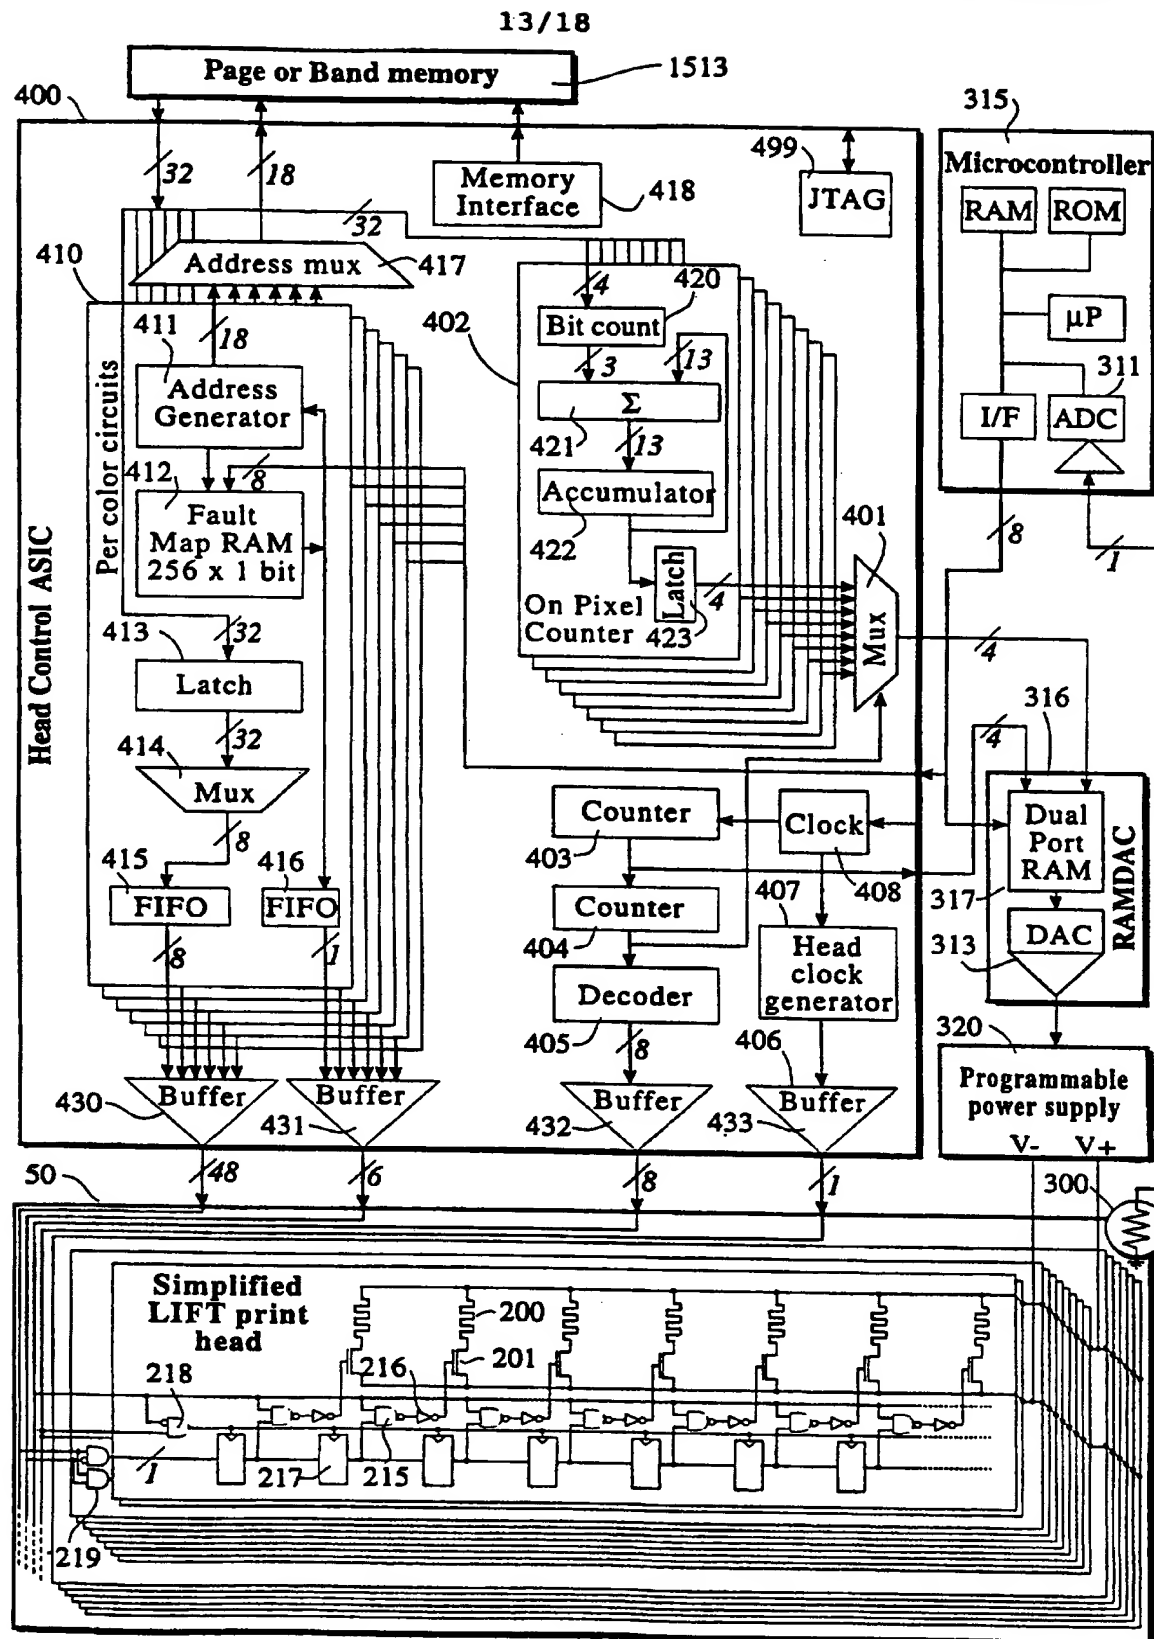 13/18
Page or Band memory
1513
400
315
32
18
499
Microcontroller
Memory
Interface
418
JTAG
RAM
ROM
32
410
Address mux
417
420
4
µP
411
18
402
Bit count
3
13
311
Per color circuits
Address
Generator
Σ
I/F
ADC
421
13
412
8
Accumulator
Fault
Map RAM
256 x 1 bit
422
401
8
1
Head Control ASIC
Latch
4
On Pixel
Counter
423
Mux
413
32
4
Latch
316
32
4
414
Mux
Counter
Clock
Dual
Port
RAM
8
403
408
415
416
407
317
FIFO
FIFO
Counter
RAMDAC
404
Head
clock
generator
313
DAC
8
1
Decoder
405
8
406
320
Buffer
Buffer
Buffer
Buffer
Programmable
power supply
430
431
432
433
V-
V+
48
6
8
1
50
300
Simplified
LIFT print
head
200
201
218
216
1
217
215
219